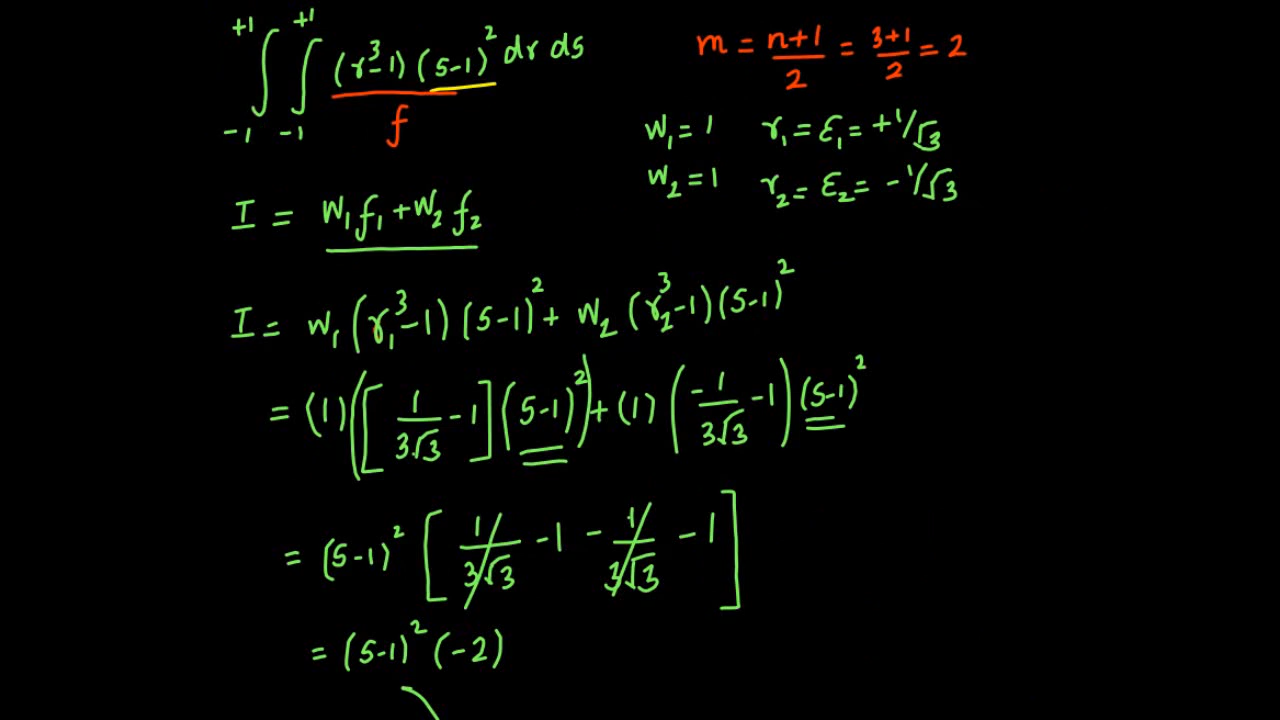 ∫₋₁⁺¹ ∫₋₁⁺¹ (r³-1) (s-1)² dr ds
f
m = (n+1)/2 = (3+1)/2 = 2
w₁ = 1 r₁ = ε₁ = +1/√3
w₂ = 1 r₂ = ε₂ = -1/√3
I = w₁f₁ + w₂f₂
I = w₁ (r₁³-1) (s-1)² + w₂ (r₂³-1) (s-1)²
= (1) ([1/(3√3) - 1] (s-1)²) + (1) (-1/(3√3) - 1) (s-1)²
= (s-1)² [1/(3√3) - 1 - 1/(3√3) - 1]
= (s-1)² (-2)